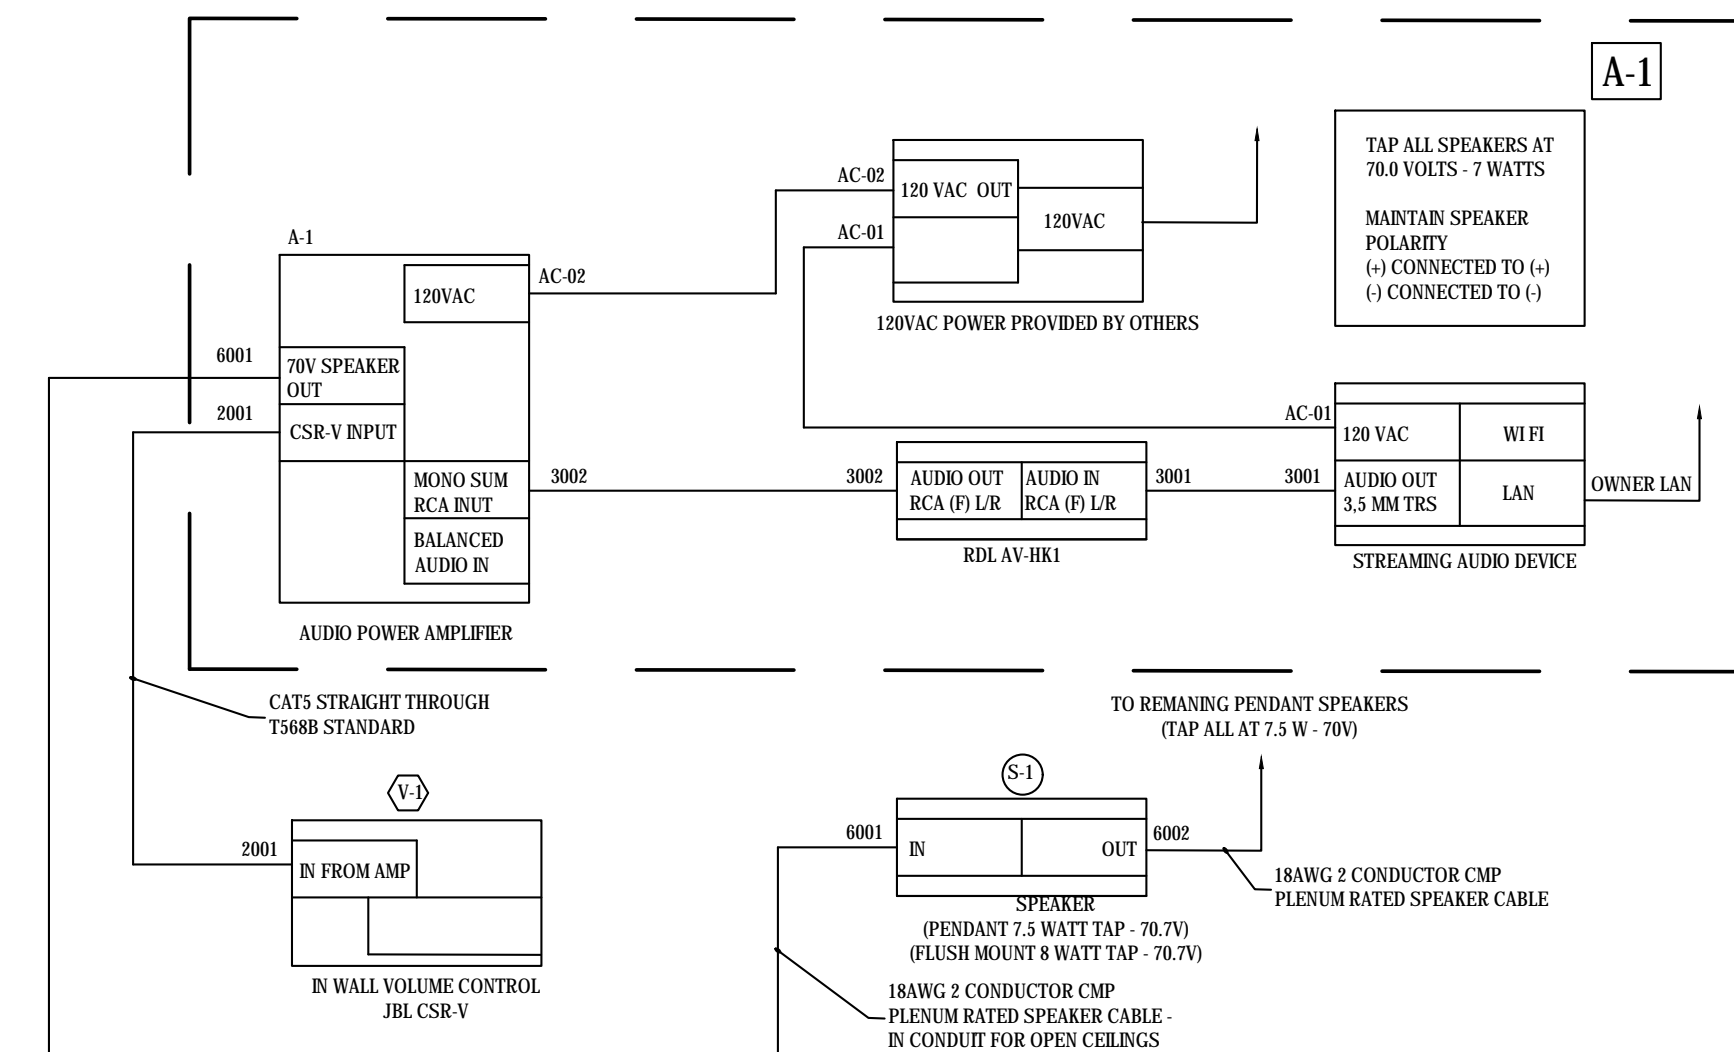 A-1
TAP ALL SPEAKERS AT
70.0 VOLTS - 7 WATTS
MAINTAIN SPEAKER
POLARITY
(+) CONNECTED TO (+)
(-) CONNECTED TO (-)
AC-02
120 VAC OUT
120VAC
AC-01
120VAC POWER PROVIDED BY OTHERS
A-1
120VAC
AC-02
6001
70V SPEAKER
OUT
2001
CSR-V INPUT
MONO SUM
RCA INUT
3002
BALANCED
AUDIO IN
AUDIO POWER AMPLIFIER
3002
AUDIO OUT
RCA (F) L/R
AUDIO IN
RCA (F) L/R
3001
RDL AV-HK1
AC-01
120 VAC
WI FI
3001
AUDIO OUT
3,5 MM TRS
LAN
OWNER LAN
STREAMING AUDIO DEVICE
CAT5 STRAIGHT THROUGH
T568B STANDARD
TO REMANING PENDANT SPEAKERS
(TAP ALL AT 7.5 W - 70V)
V-1
2001
IN FROM AMP
IN WALL VOLUME CONTROL
JBL CSR-V
S-1
6001
IN
OUT
6002
SPEAKER
(PENDANT 7.5 WATT TAP - 70.7V)
(FLUSH MOUNT 8 WATT TAP - 70.7V)
18AWG 2 CONDUCTOR CMP
PLENUM RATED SPEAKER CABLE
18AWG 2 CONDUCTOR CMP
PLENUM RATED SPEAKER CABLE -
IN CONDUIT FOR OPEN CEILINGS